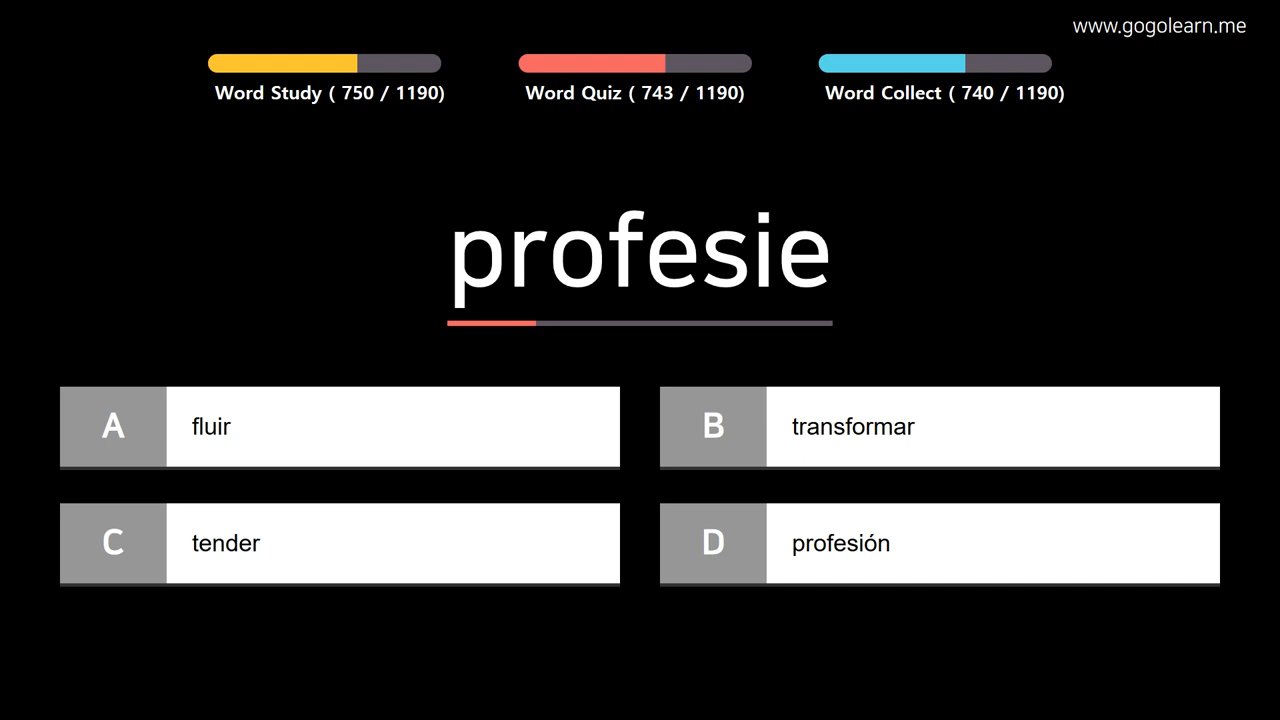 www.gogolearn.me
Word Study ( 750 / 1190)
Word Quiz ( 743 / 1190)
Word Collect ( 740 / 1190)
profesie
A
fluir
B
transformar
C
tender
D
profesión